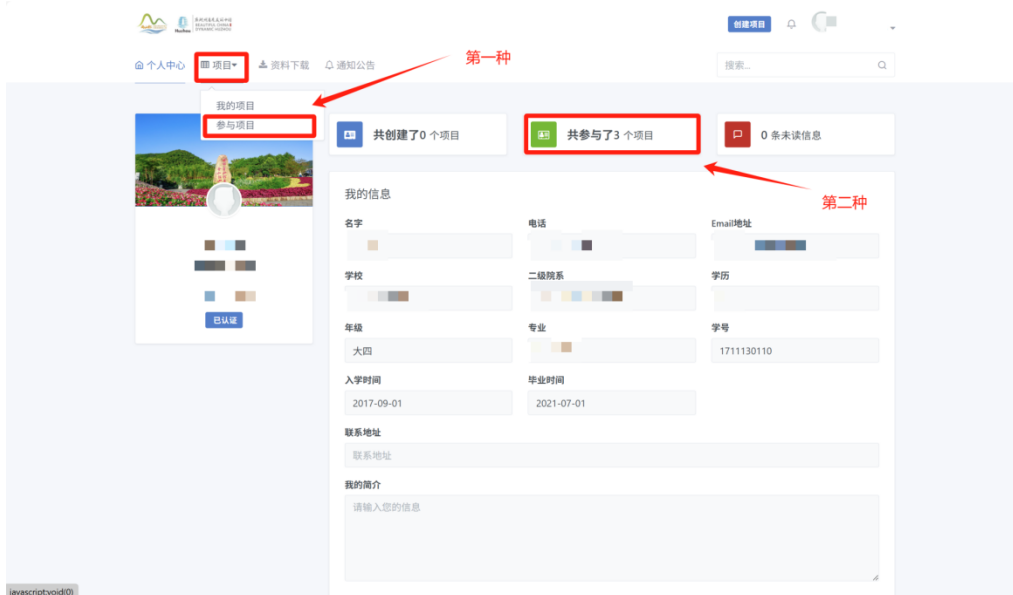 创建项目
个人中心 项目 资料下载 通知公告 搜索...
第一种
我的项目
参与项目
共创建了0 个项目
共参与了3 个项目
0 条未读信息
第二种
我的信息
名字 电话 Email地址
学校 二级院系 学历
已认证
年级 专业 学号
大四 1711130110
入学时间 毕业时间
2017-09-01 2021-07-01
联系地址
联系地址
我的简介
请输入您的信息
javascript:void(0)